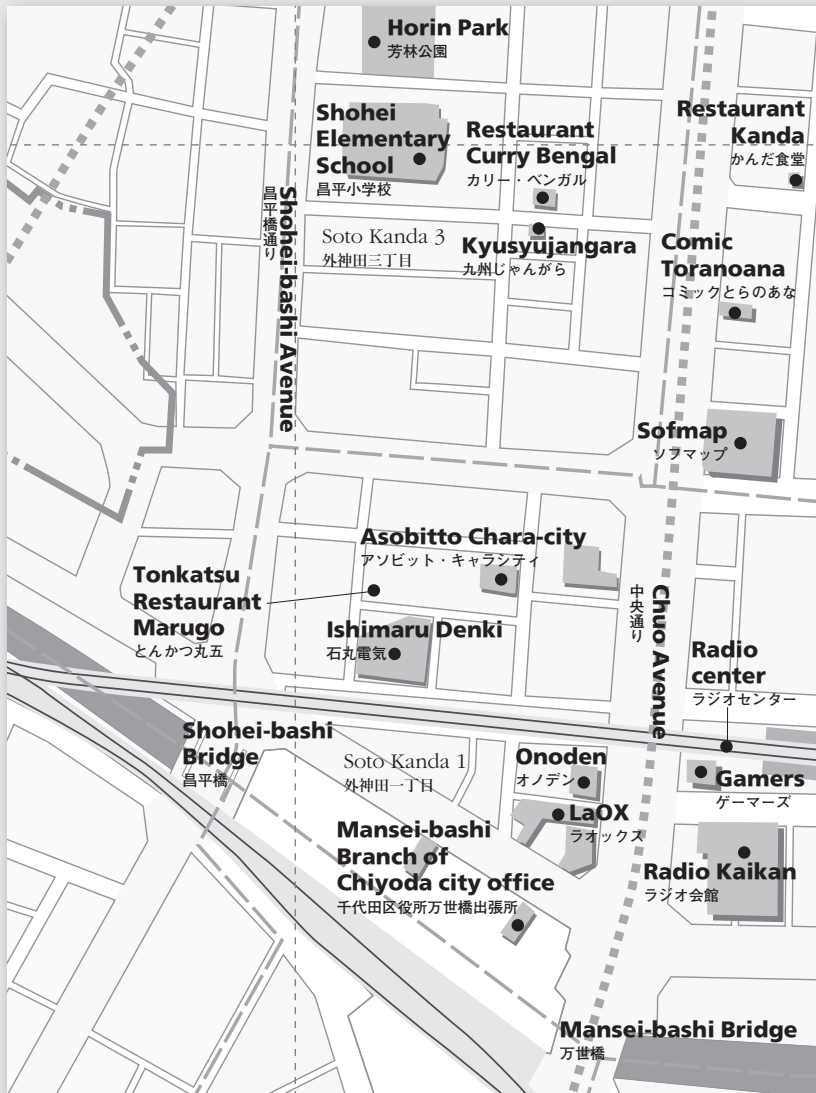 Horin Park
芳林公園
Shohei
Elementary
School
昌平小学校
Restaurant
Curry Bengal
カリー・ベンガル
Restaurant
Kanda
かんだ食堂
Shohei-bashi Avenue
昌平橋通り
Soto Kanda 3
外神田三丁目
Kyusyujangara
九州じゃんがら
Comic
Toranoana
コミックとらのあな
Sofmap
ソフマップ
Asobitto Chara-city
アソビット・キャラシティ
Tonkatsu
Restaurant
Marugo
とんかつ丸五
Ishimaru Denki
石丸電気
Chuo Avenue
中央通り
Radio
center
ラジオセンター
Shohei-bashi
Bridge
昌平橋
Soto Kanda 1
外神田一丁目
Onoden
オノデン
Gamers
ゲーマーズ
LaOX
ラオックス
Mansei-bashi
Branch of
Chiyoda city office
千代田区役所万世橋出張所
Radio Kaikan
ラジオ会館
Mansei-bashi Bridge
万世橋